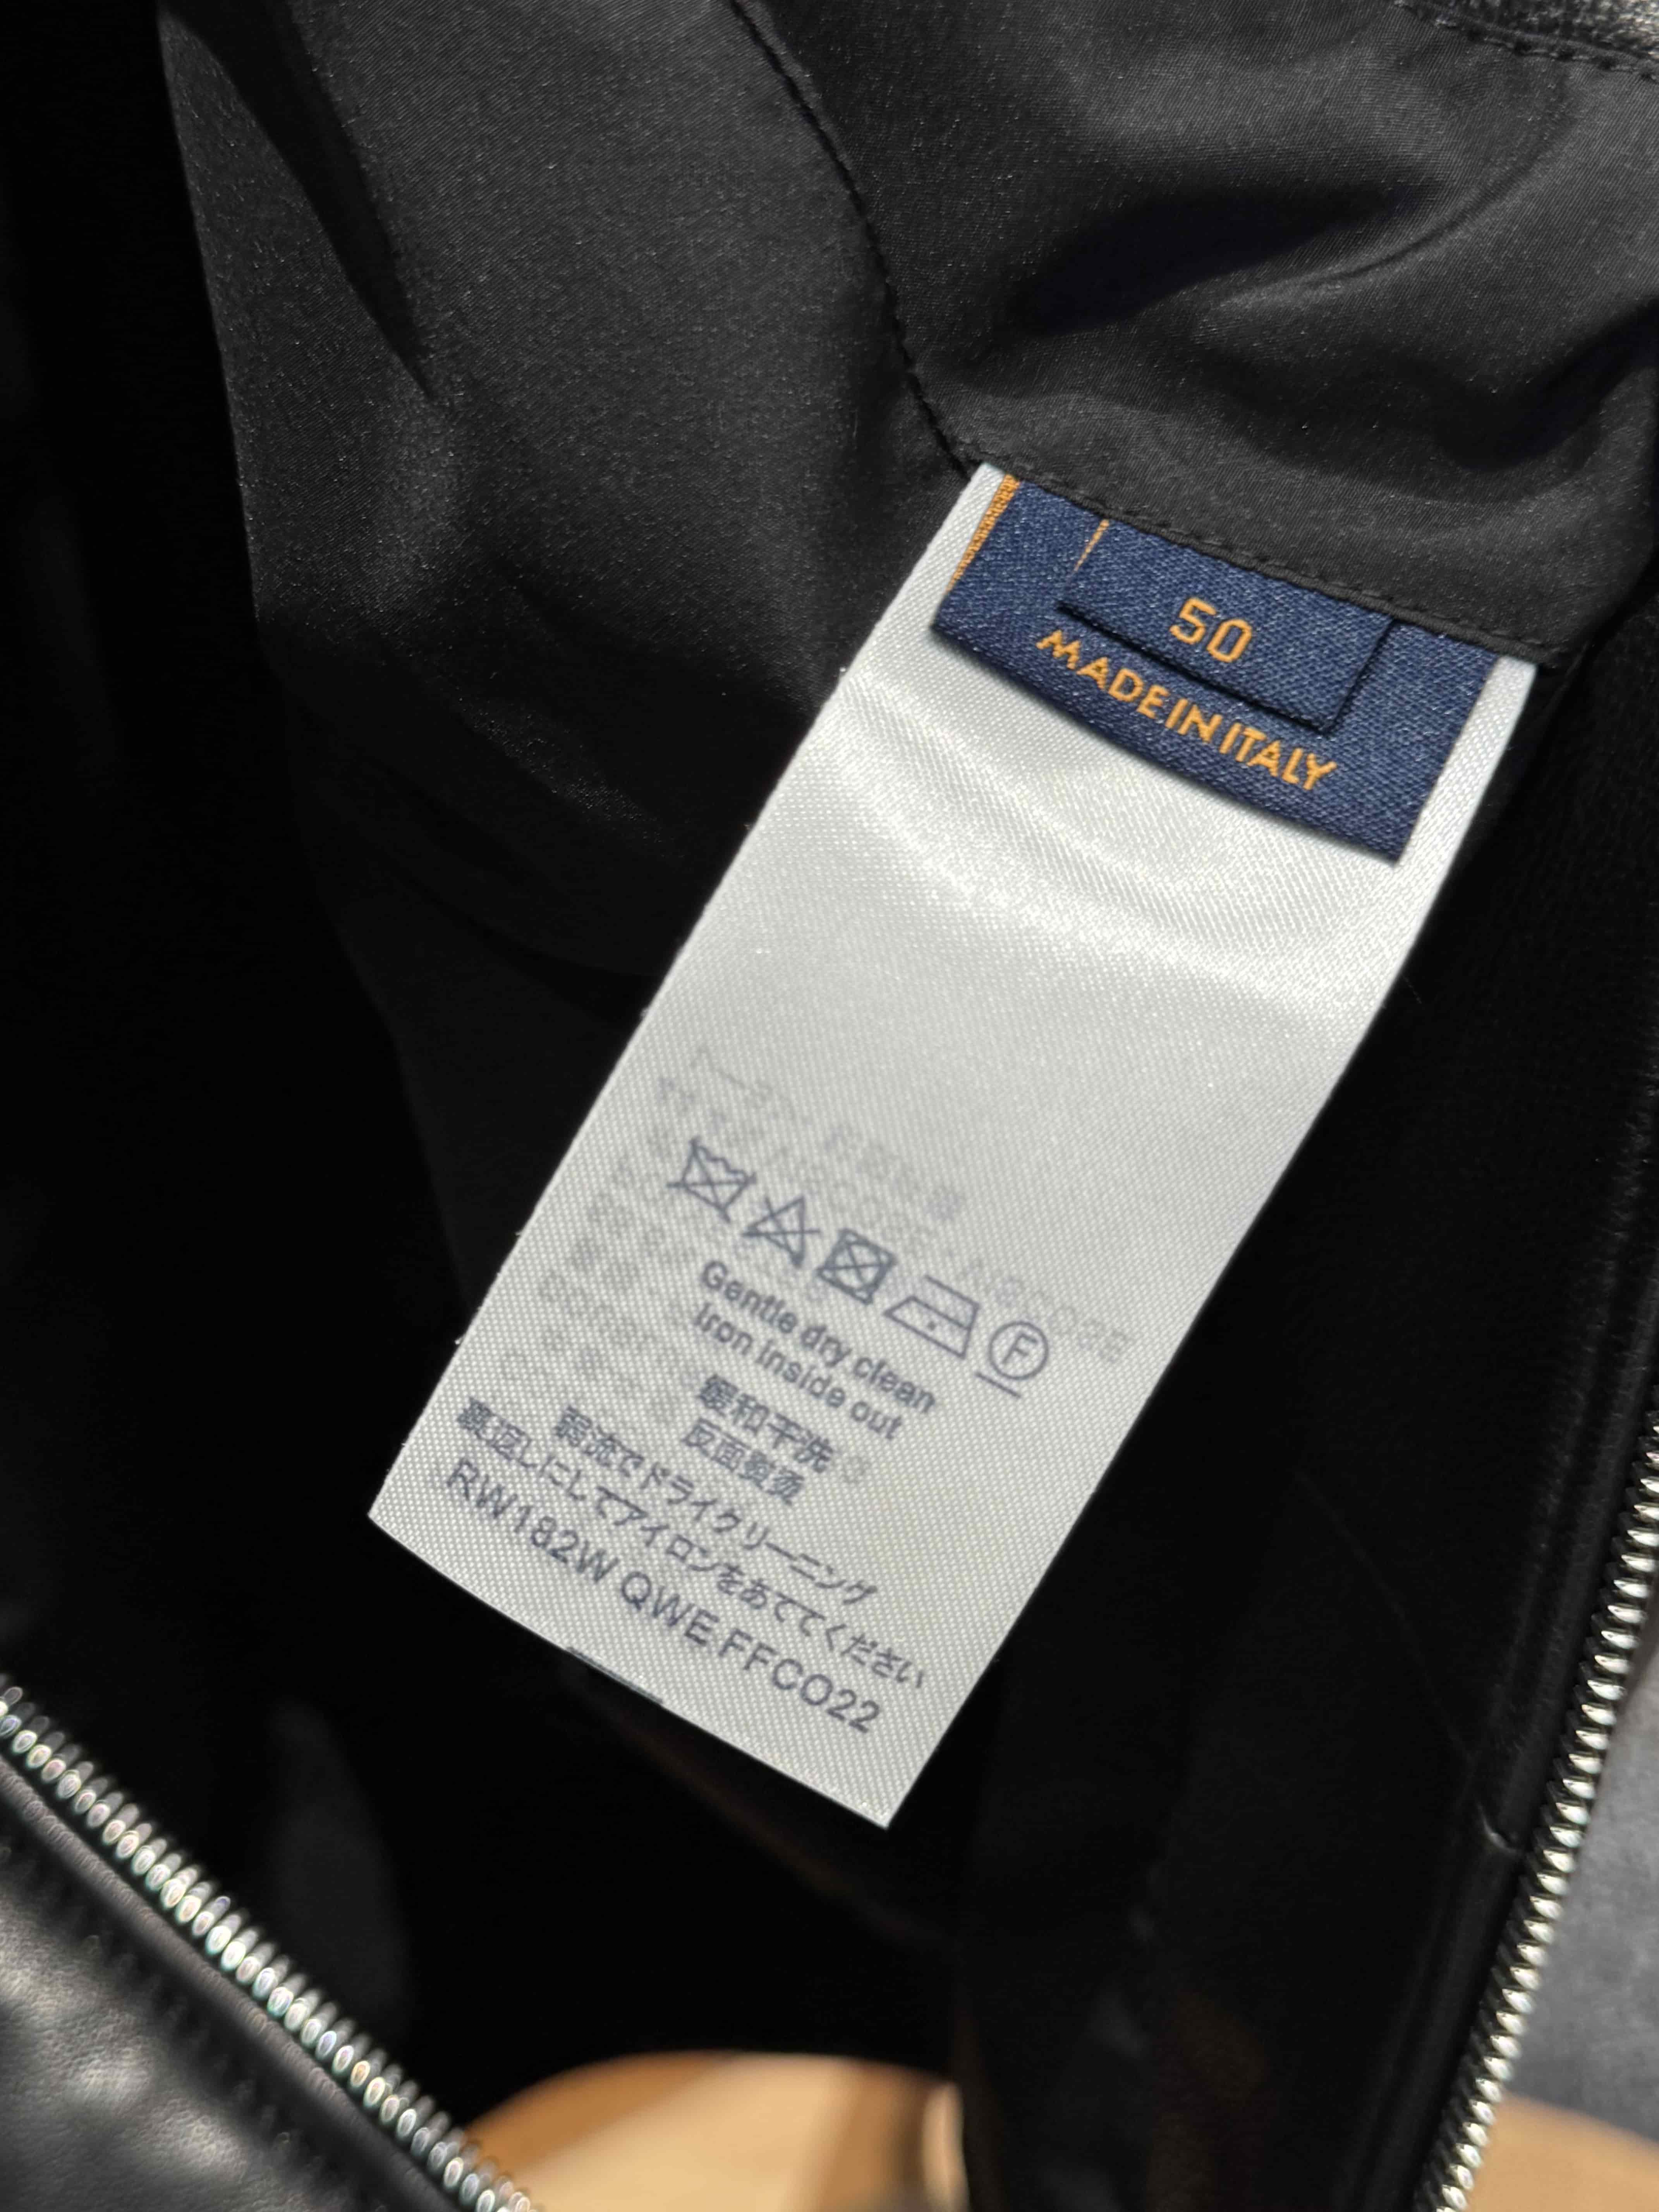 50
MADE IN ITALY
F
Gentle dry clean
Iron inside out
缓和干洗
反面熨烫
弱流でドライクリーニング
裏返しにしてアイロンをあててください
RW182W QWE FFCO22